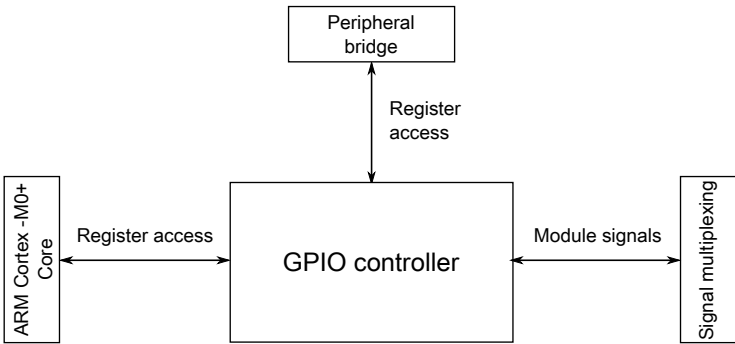 Peripheral
bridge
Register
access
ARM Cortex -M0+
Core
Register access
GPIO controller
Module signals
Signal multiplexing